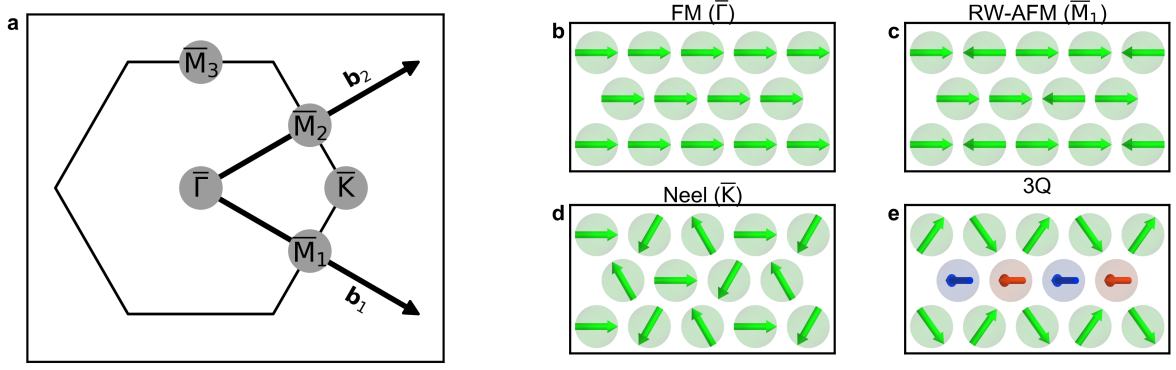 a
M̅₃
b₂
M̅₂
Γ̅
K̅
M̅₁
b₁
FM (Γ̅)
b
RW-AFM (M̅₁)
c
Neel (K̅)
d
3Q
e